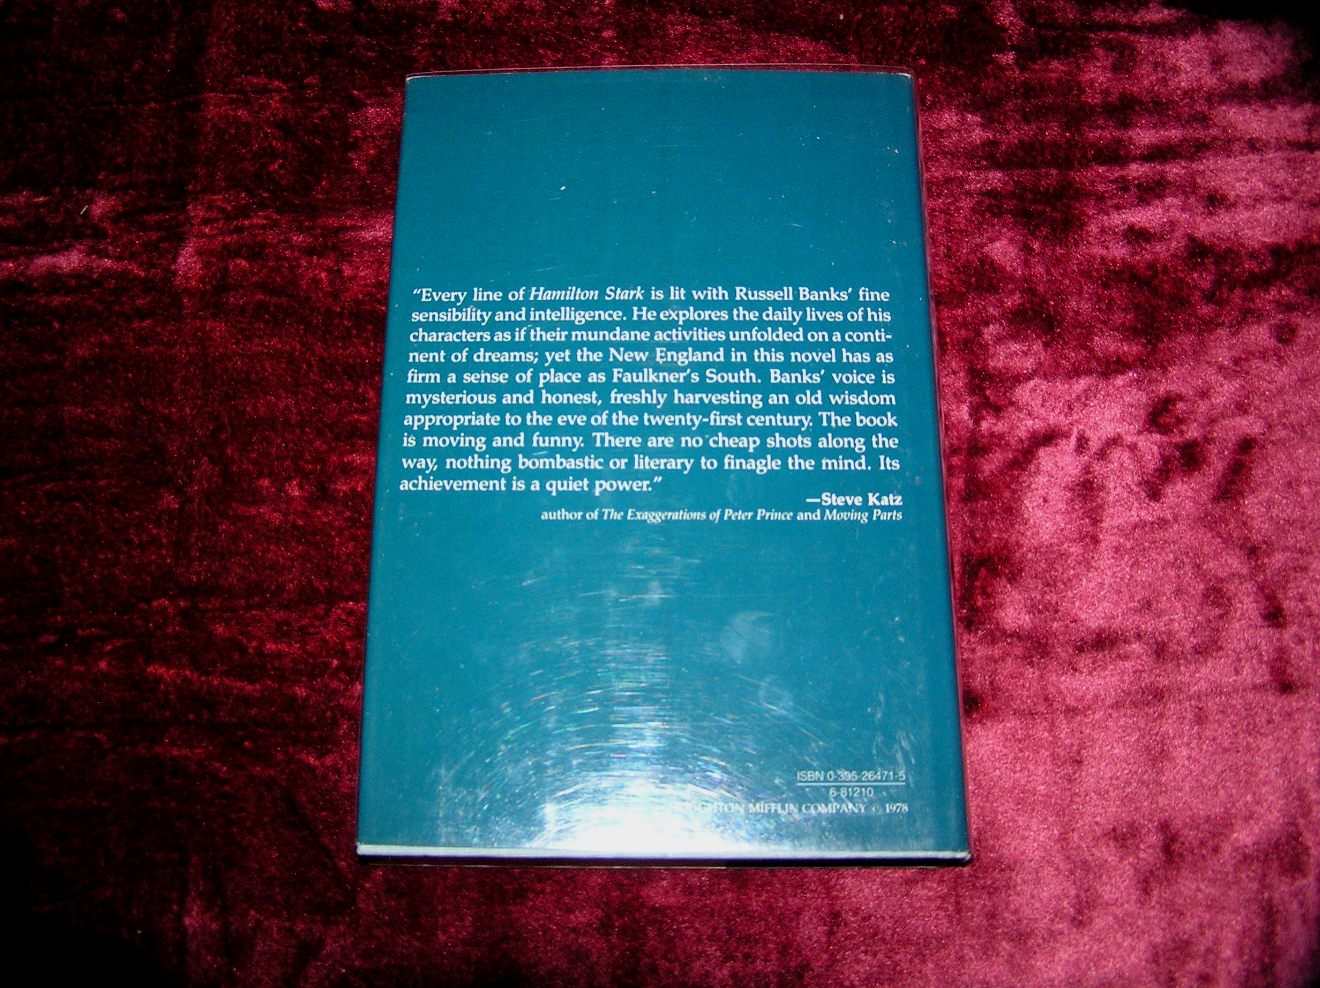 “Every line of Hamilton Stark is lit with Russell Banks’ fine
sensibility and intelligence. He explores the daily lives of his
characters as if their mundane activities unfolded on a conti-
nent of dreams; yet the New England in this novel has as
firm a sense of place as Faulkner’s South. Banks’ voice is
mysterious and honest, freshly harvesting an old wisdom
appropriate to the eve of the twenty-first century. The book
is moving and funny. There are no cheap shots along the
way, nothing bombastic or literary to finagle the mind. Its
achievement is a quiet power.”
—Steve Katz
author of The Exaggerations of Peter Prince and Moving Parts
ISBN 0-395-26471-5
6-81210
HOUGHTON MIFFLIN COMPANY © 1978